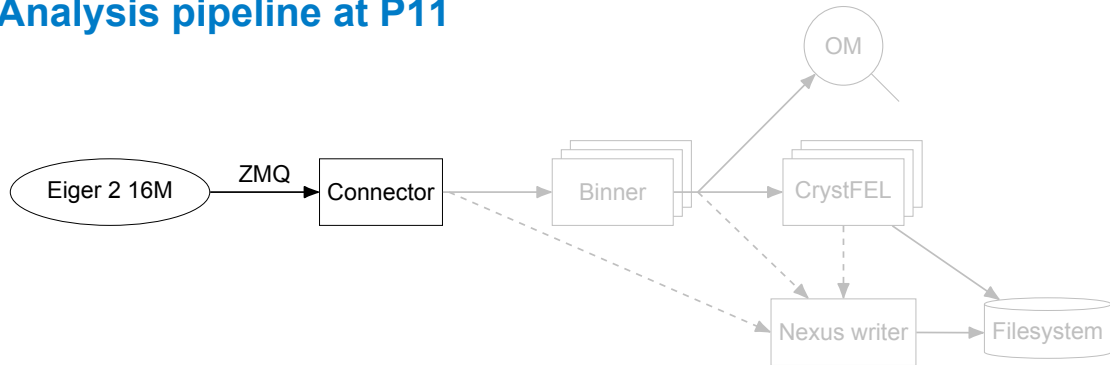 Analysis pipeline at P11
OM
Eiger 2 16M
ZMQ
Connector
Binner
CrystFEL
Nexus writer
Filesystem